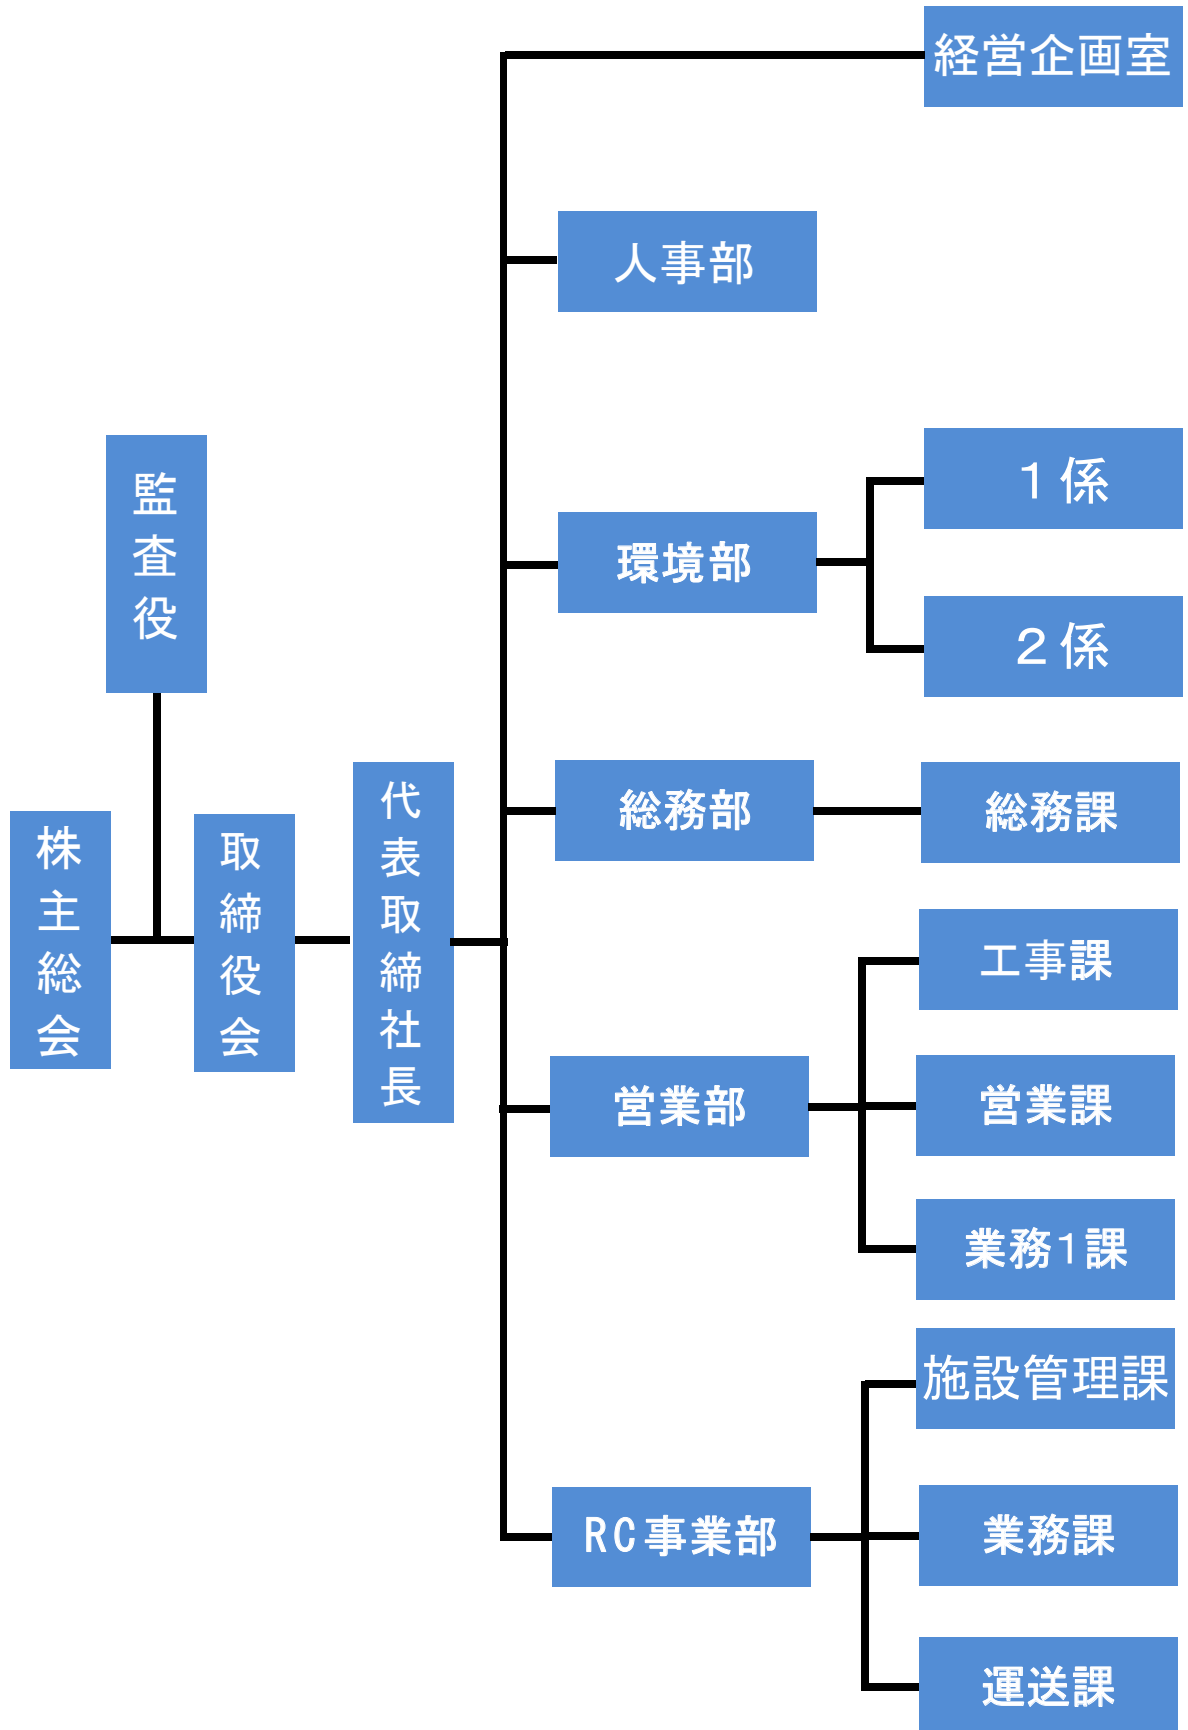 経営企画室
人事部
環境部
１係
２係
監査役
株主総会
取締役会
代表取締社長
総務部
総務課
営業部
工事課
営業課
業務1課
RC事業部
施設管理課
業務課
運送課